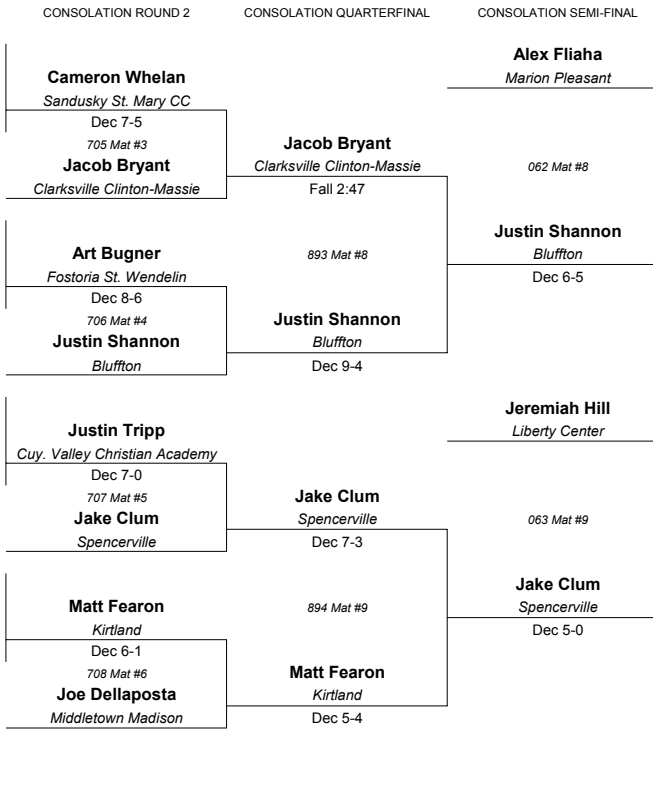 CONSOLATION ROUND 2
CONSOLATION QUARTERFINAL
CONSOLATION SEMI-FINAL
Cameron Whelan
Sandusky St. Mary CC
Dec 7-5
705 Mat #3
Jacob Bryant
Clarksville Clinton-Massie
Art Bugner
Fostoria St. Wendelin
Dec 8-6
706 Mat #4
Justin Shannon
Bluffton
Justin Tripp
Cuy. Valley Christian Academy
Dec 7-0
707 Mat #5
Jake Clum
Spencerville
Matt Fearon
Kirtland
Dec 6-1
708 Mat #6
Joe Dellaposta
Middletown Madison
Jacob Bryant
Clarksville Clinton-Massie
Fall 2:47
893 Mat #8
Justin Shannon
Bluffton
Dec 9-4
Jake Clum
Spencerville
Dec 7-3
894 Mat #9
Matt Fearon
Kirtland
Dec 5-4
Alex Fliaha
Marion Pleasant
062 Mat #8
Justin Shannon
Bluffton
Dec 6-5
Jeremiah Hill
Liberty Center
063 Mat #9
Jake Clum
Spencerville
Dec 5-0